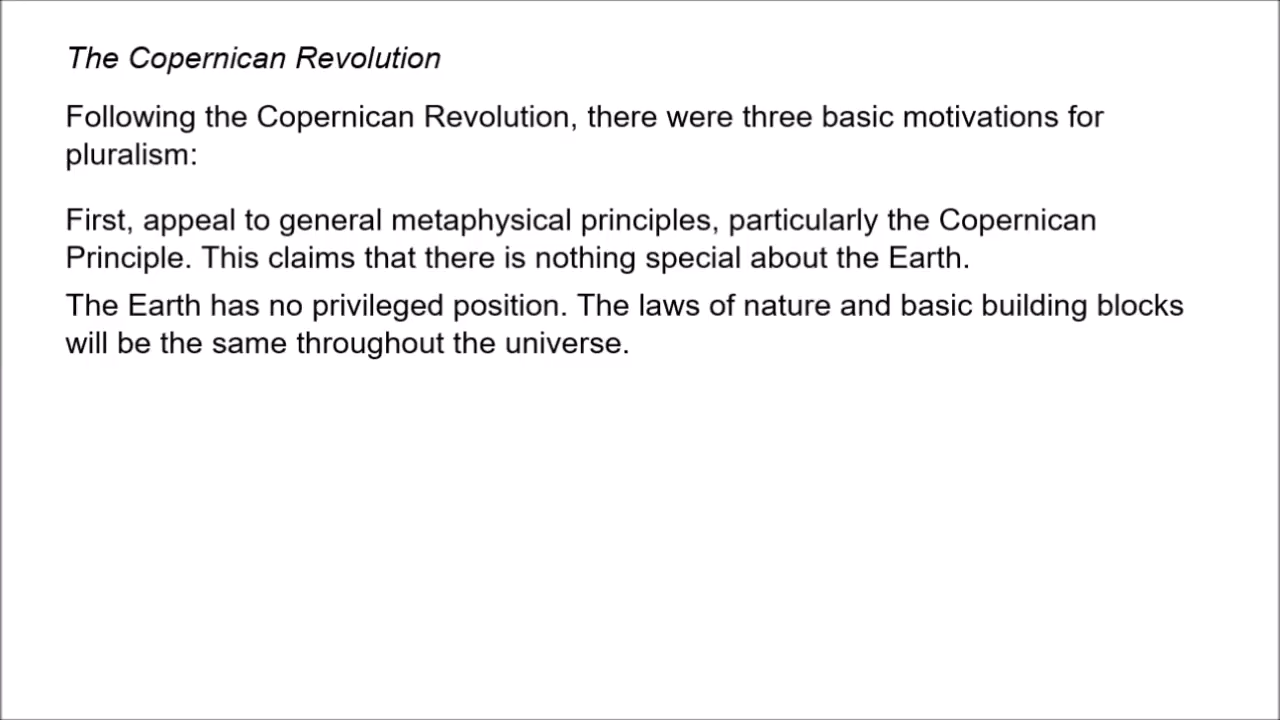 The Copernican Revolution
Following the Copernican Revolution, there were three basic motivations for
pluralism:
First, appeal to general metaphysical principles, particularly the Copernican
Principle. This claims that there is nothing special about the Earth.
The Earth has no privileged position. The laws of nature and basic building blocks
will be the same throughout the universe.